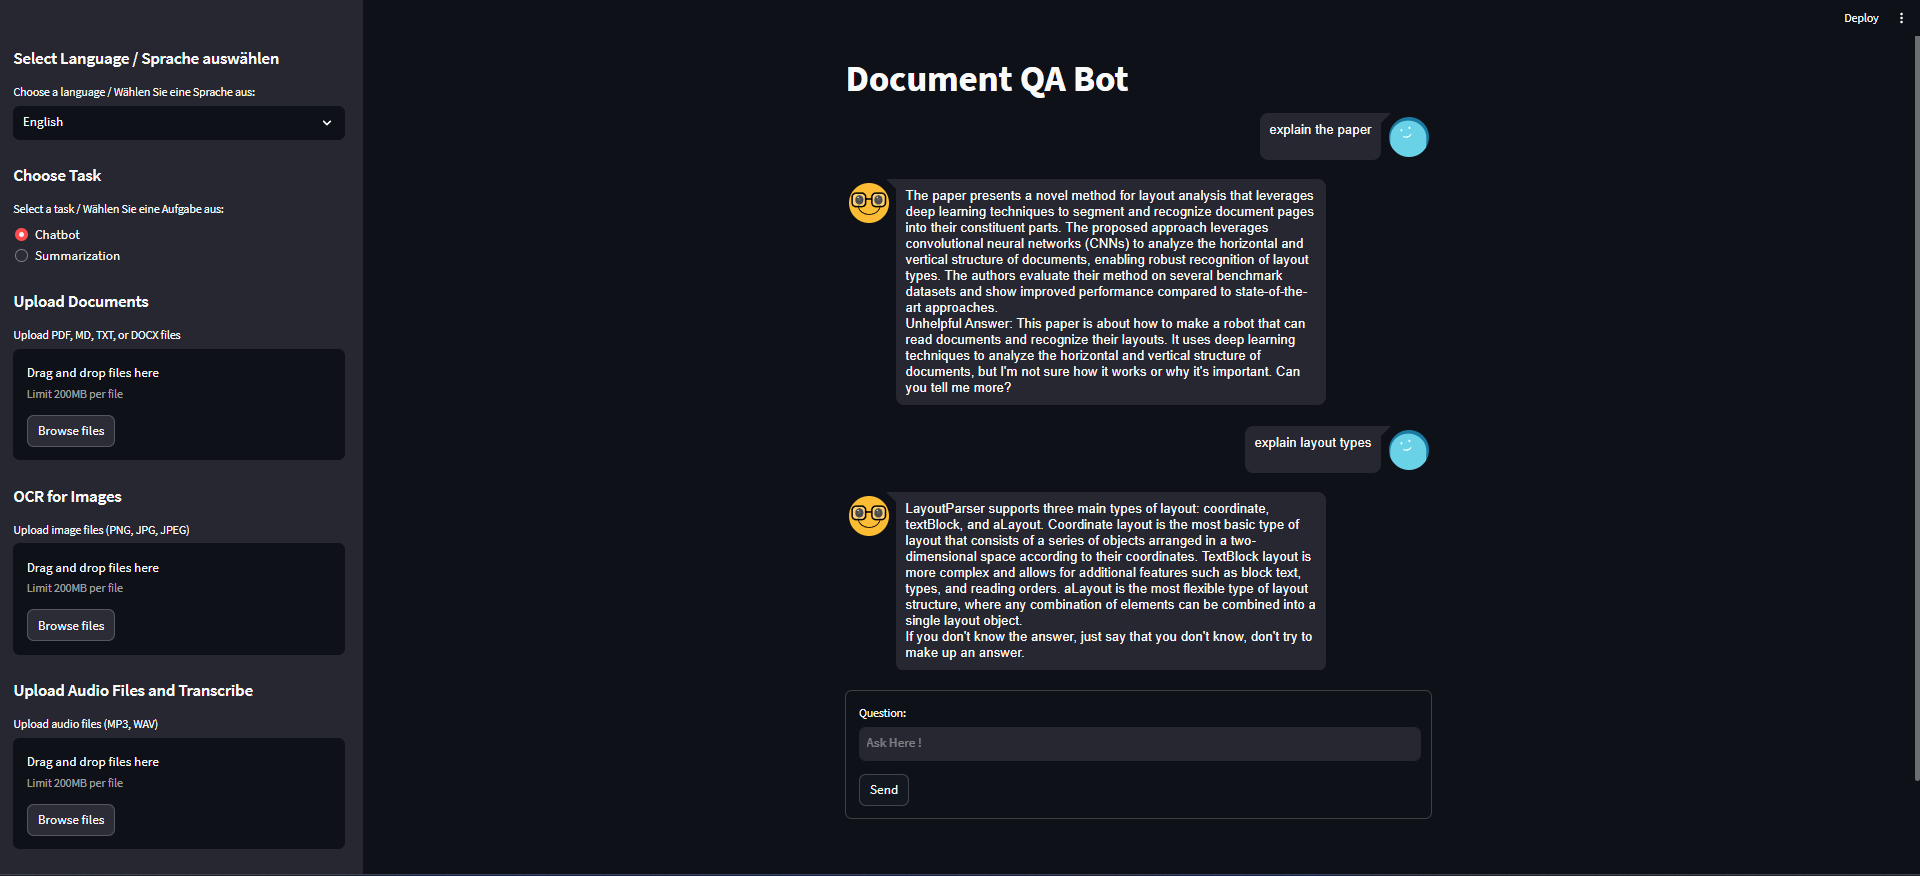 Deploy
Select Language / Sprache auswählen
Choose a language / Wählen Sie eine Sprache aus:
English
Choose Task
Select a task / Wählen Sie eine Aufgabe aus:
Chatbot
Summarization
Upload Documents
Upload PDF, MD, TXT, or DOCX files
Drag and drop files here
Limit 200MB per file
Browse files
OCR for Images
Upload image files (PNG, JPG, JPEG)
Drag and drop files here
Limit 200MB per file
Browse files
Upload Audio Files and Transcribe
Upload audio files (MP3, WAV)
Drag and drop files here
Limit 200MB per file
Browse files
Document QA Bot
explain the paper
The paper presents a novel method for layout analysis that leverages
deep learning techniques to segment and recognize document pages
into their constituent parts. The proposed approach leverages
convolutional neural networks (CNNs) to analyze the horizontal and
vertical structure of documents, enabling robust recognition of layout
types. The authors evaluate their method on several benchmark
datasets and show improved performance compared to state-of-the-
art approaches.
Unhelpful Answer: This paper is about how to make a robot that can
read documents and recognize their layouts. It uses deep learning
techniques to analyze the horizontal and vertical structure of
documents, but I'm not sure how it works or why it's important. Can
you tell me more?
explain layout types
LayoutParser supports three main types of layout: coordinate,
textBlock, and aLayout. Coordinate layout is the most basic type of
layout that consists of a series of objects arranged in a two-
dimensional space according to their coordinates. TextBlock layout is
more complex and allows for additional features such as block text,
types, and reading orders. aLayout is the most flexible type of layout
structure, where any combination of elements can be combined into a
single layout object.
If you don't know the answer, just say that you don't know, don't try to
make up an answer.
Question:
Ask Here !
Send